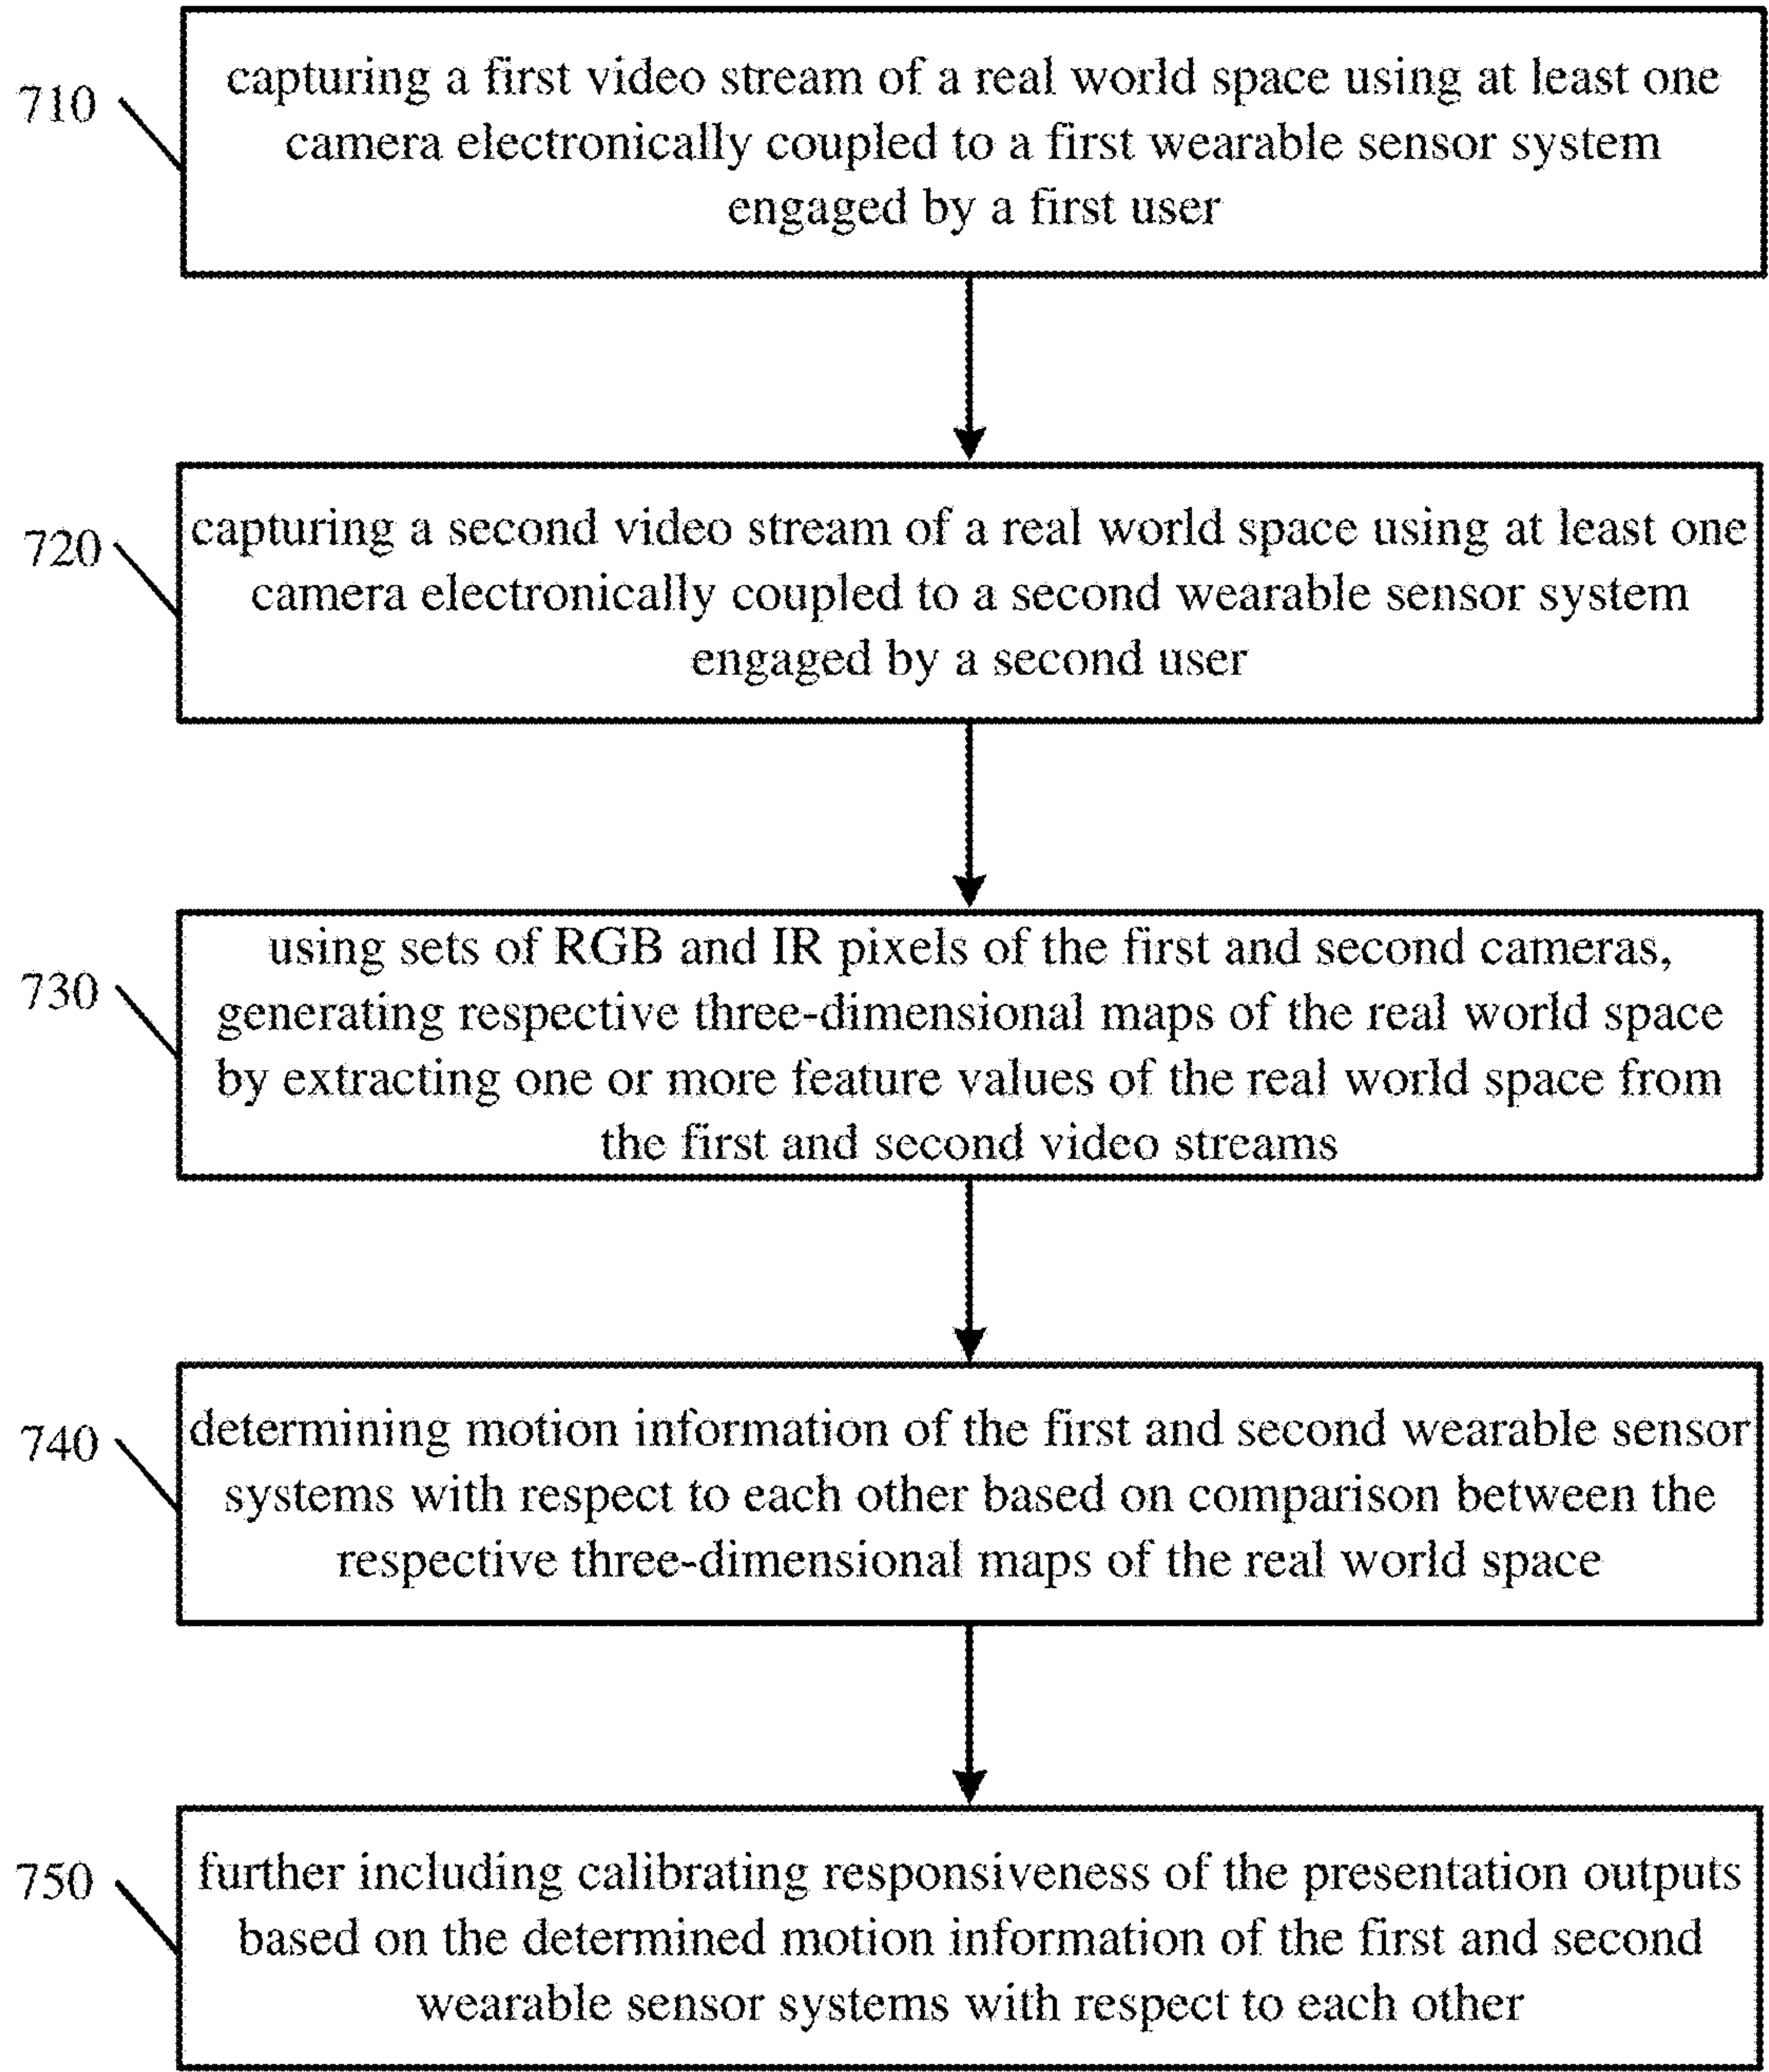 710
capturing a first video stream of a real world space using at least one
camera electronically coupled to a first wearable sensor system
engaged by a first user
720
capturing a second video stream of a real world space using at least one
camera electronically coupled to a second wearable sensor system
engaged by a second user
730
using sets of RGB and IR pixels of the first and second cameras,
generating respective three-dimensional maps of the real world space
by extracting one or more feature values of the real world space from
the first and second video streams
740
determining motion information of the first and second wearable sensor
systems with respect to each other based on comparison between the
respective three-dimensional maps of the real world space
750
further including calibrating responsiveness of the presentation outputs
based on the determined motion information of the first and second
wearable sensor systems with respect to each other